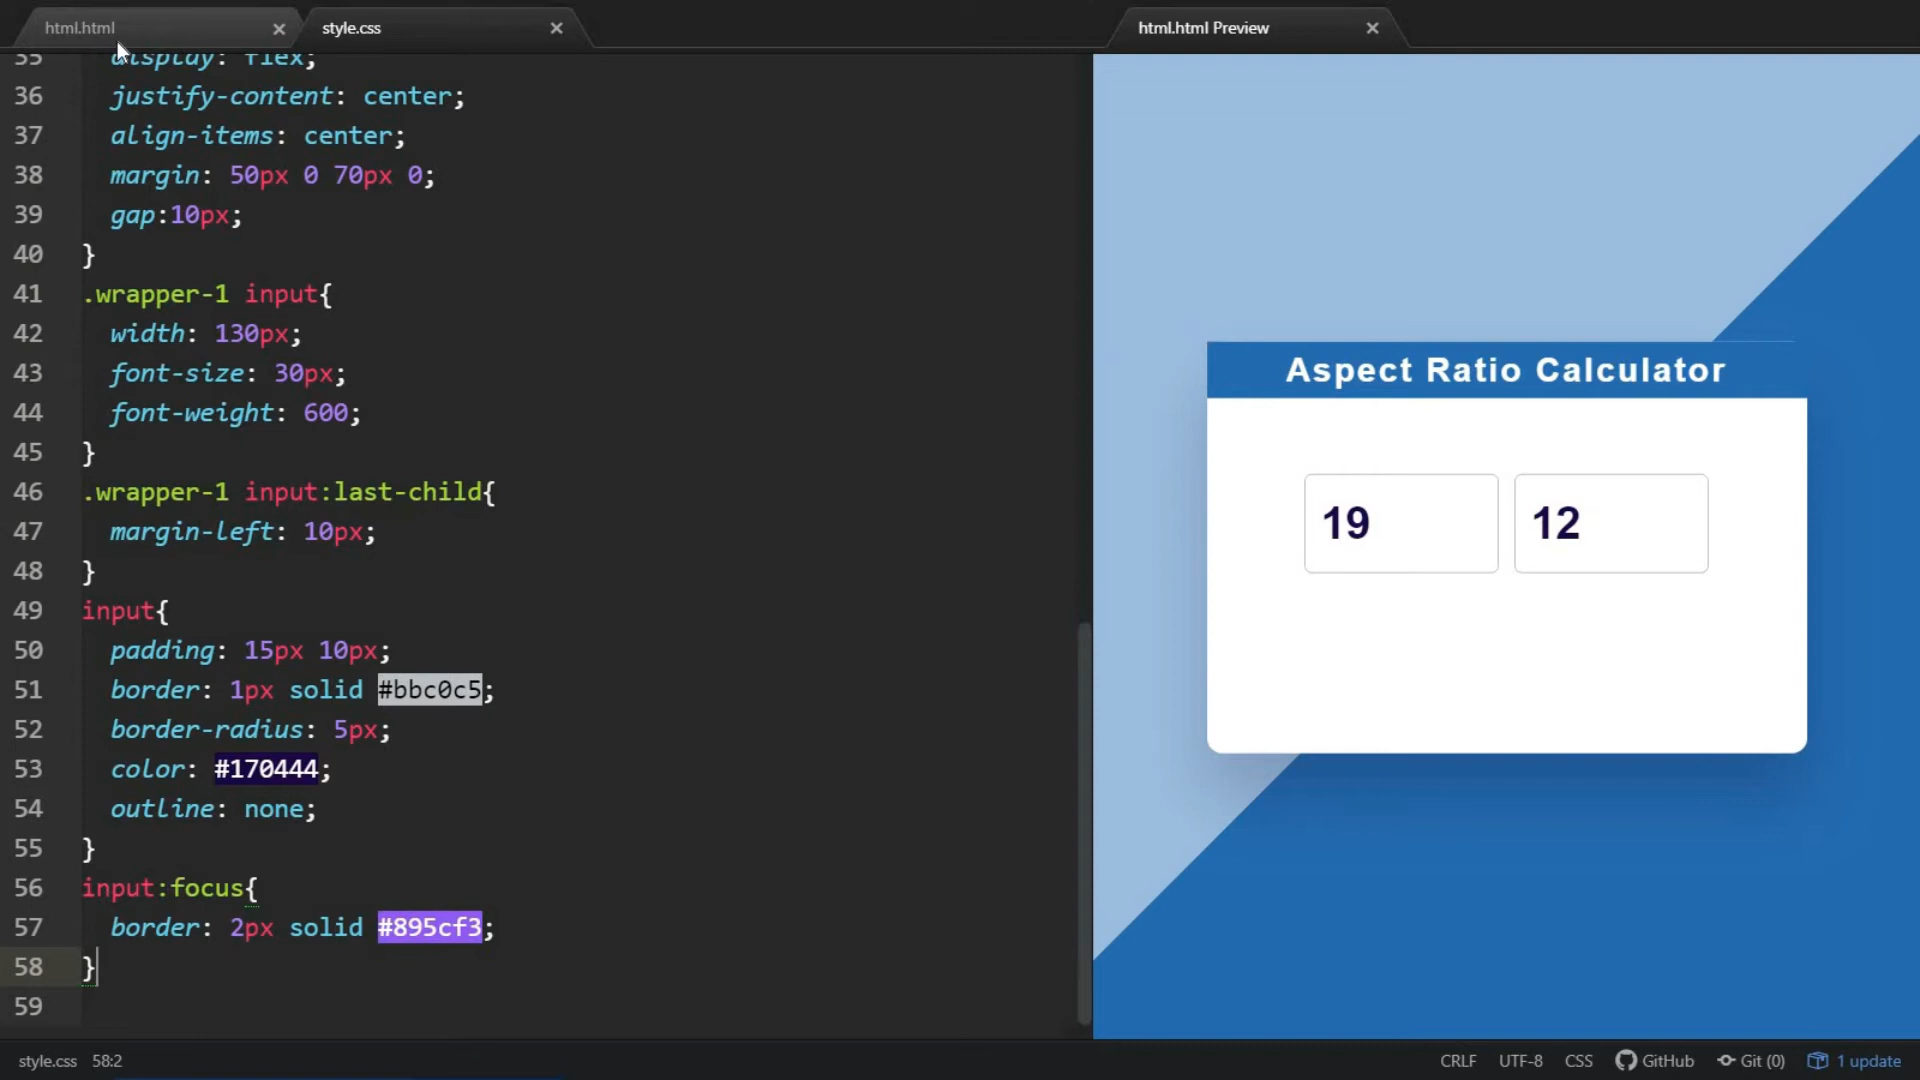 html.html
style.css
html.html Preview
35 display: flex;
36 justify-content: center;
37 align-items: center;
38 margin: 50px 0 70px 0;
39 gap:10px;
40 }
41 .wrapper-1 input{
42 width: 130px;
43 font-size: 30px;
44 font-weight: 600;
45 }
46 .wrapper-1 input:last-child{
47 margin-left: 10px;
48 }
49 input{
50 padding: 15px 10px;
51 border: 1px solid #bbc0c5;
52 border-radius: 5px;
53 color: #170444;
54 outline: none;
55 }
56 input:focus{
57 border: 2px solid #895cf3;
58 }
59
Aspect Ratio Calculator
19 12
style.css 58:2
CRLF UTF-8 CSS GitHub Git (0) 1 update